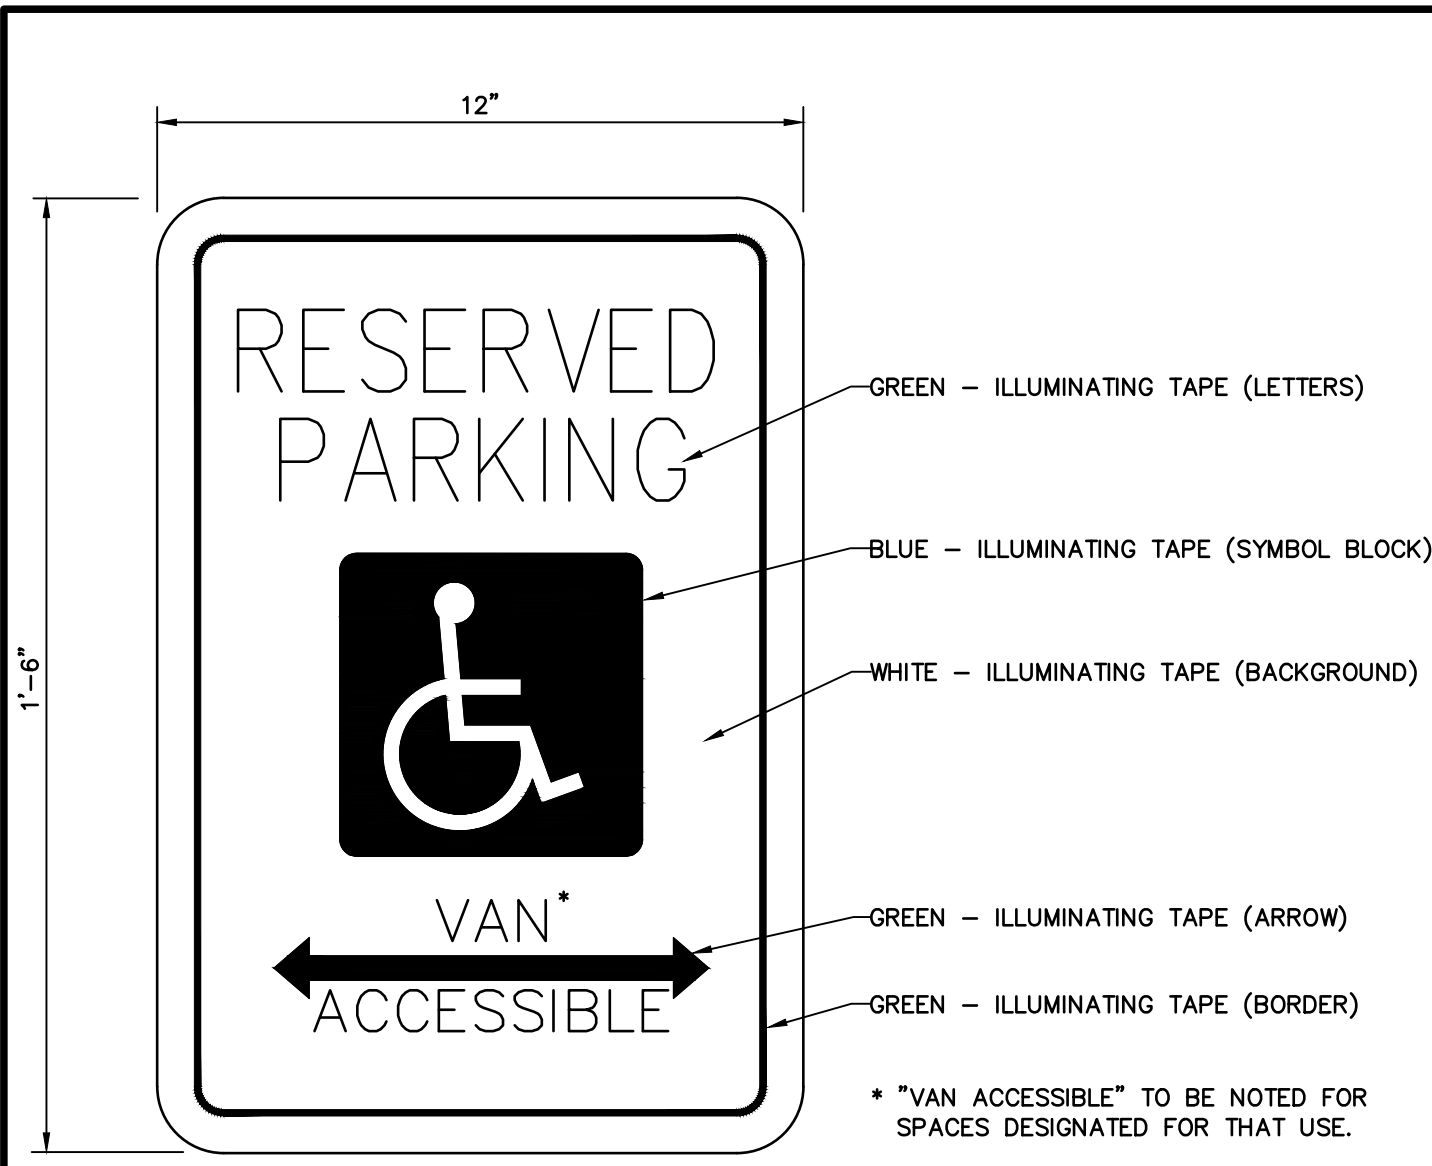 12"
RESERVED
PARKING
GREEN – ILLUMINATING TAPE (LETTERS)
BLUE – ILLUMINATING TAPE (SYMBOL BLOCK)
1'–6"
WHITE – ILLUMINATING TAPE (BACKGROUND)
VAN*
GREEN – ILLUMINATING TAPE (ARROW)
ACCESSIBLE
GREEN – ILLUMINATING TAPE (BORDER)
* "VAN ACCESSIBLE" TO BE NOTED FOR
SPACES DESIGNATED FOR THAT USE.